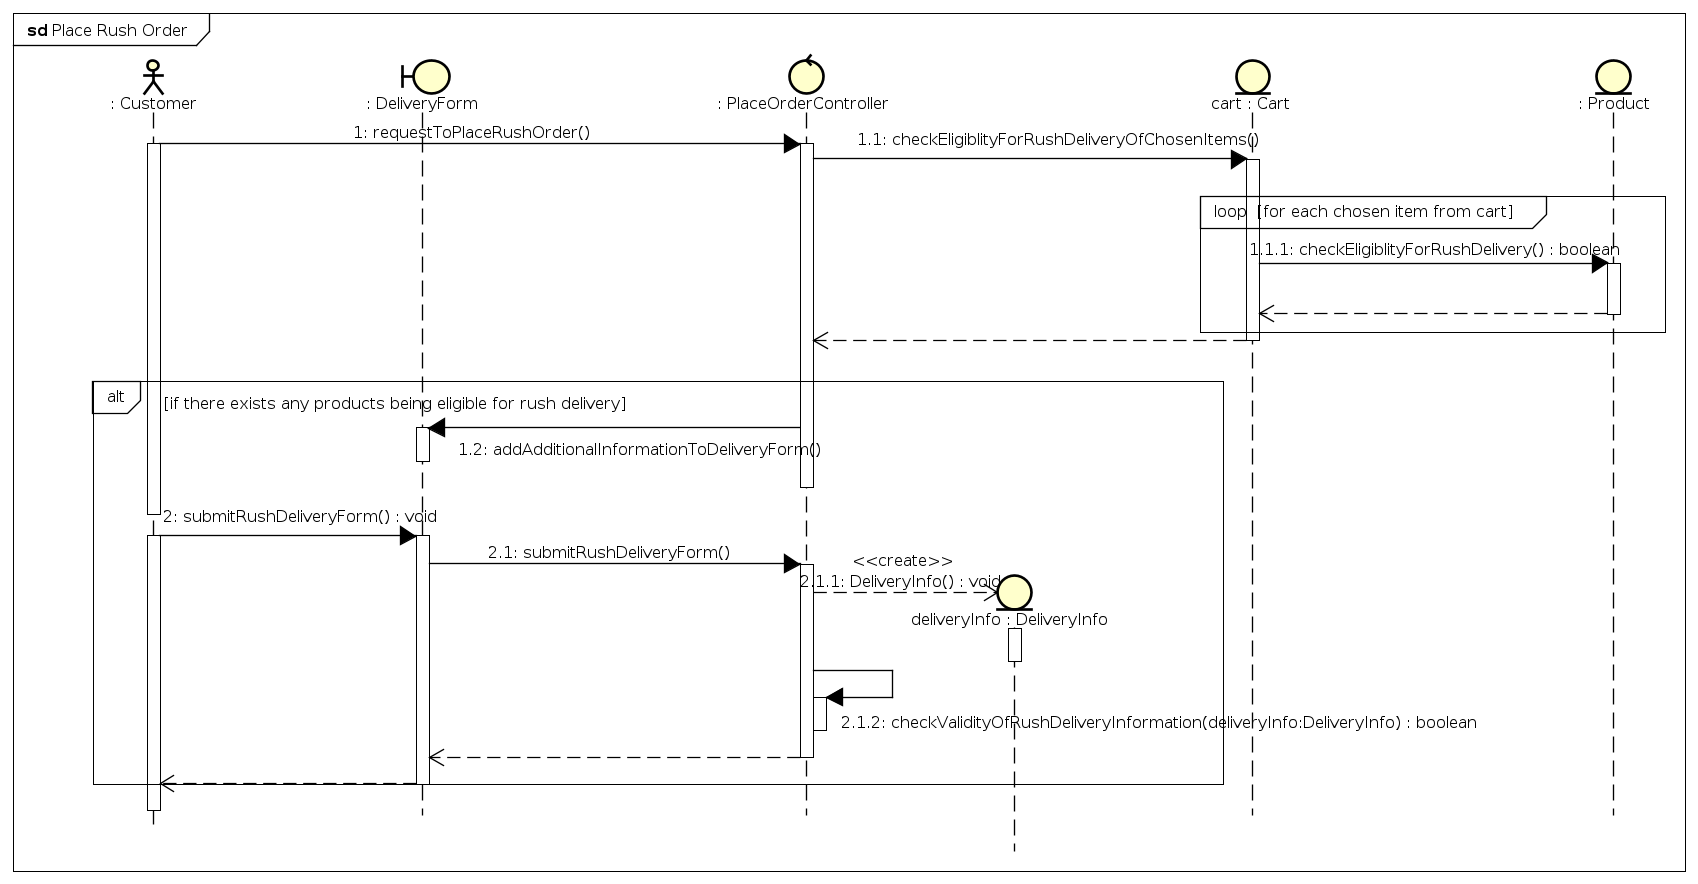 sd Place Rush Order
: Customer
: DeliveryForm
: PlaceOrderController
cart : Cart
: Product
1: requestToPlaceRushOrder()
1.1: checkEligiblityForRushDeliveryOfChosenItems()
loop [for each chosen item from cart]
1.1.1: checkEligiblityForRushDelivery() : boolean
alt
[if there exists any products being eligible for rush delivery]
1.2: addAdditionalInformationToDeliveryForm()
2: submitRushDeliveryForm() : void
2.1: submitRushDeliveryForm()
<<create>>
2.1.1: DeliveryInfo() : void
deliveryInfo : DeliveryInfo
2.1.2: checkValidityOfRushDeliveryInformation(deliveryInfo:DeliveryInfo) : boolean